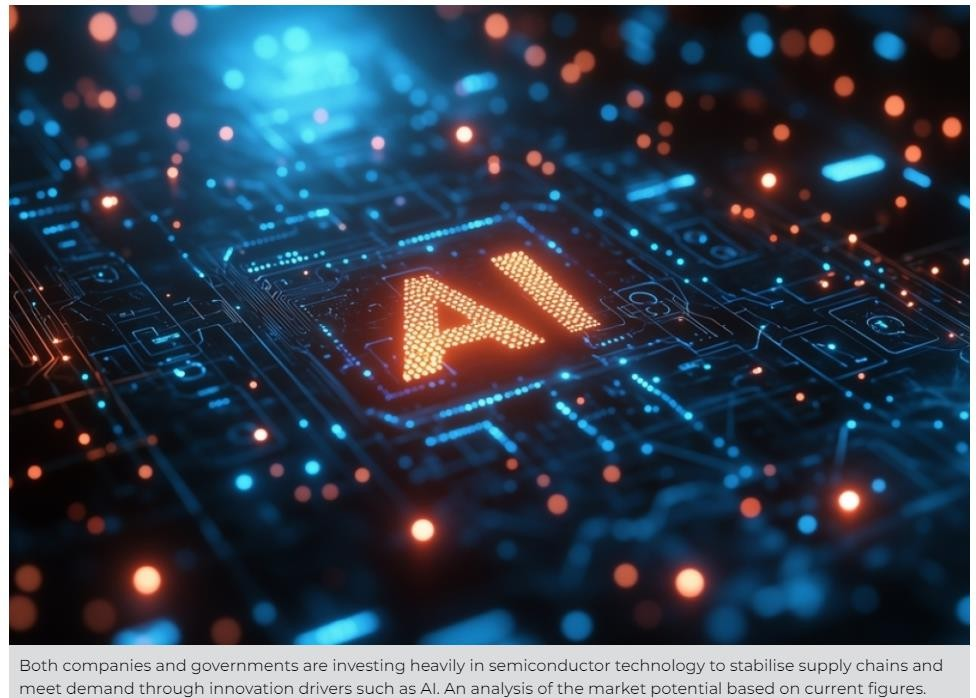 AI
Both companies and governments are investing heavily in semiconductor technology to stabilise supply chains and
meet demand through innovation drivers such as AI. An analysis of the market potential based on current figures.